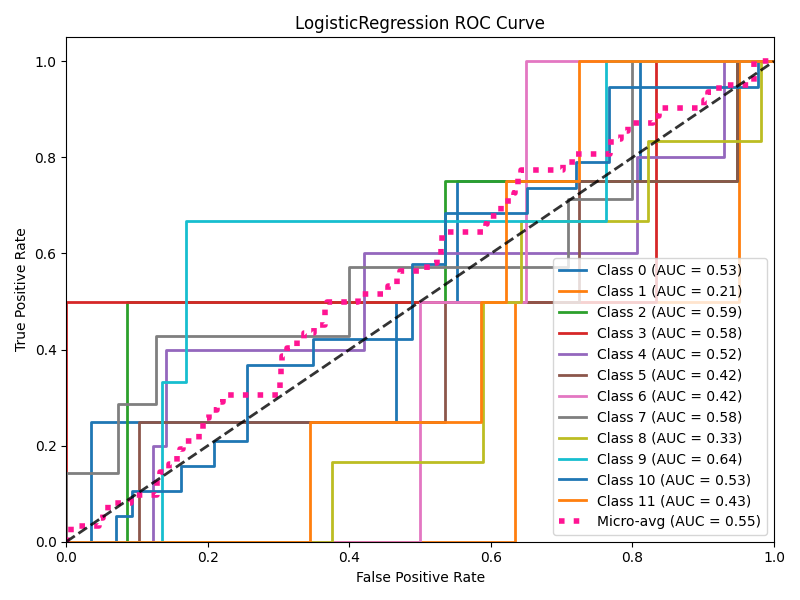 LogisticRegression ROC Curve
True Positive Rate
1.0
0.8
0.6
0.4
0.2
0.0
0.0 0.2 0.4 0.6 0.8 1.0
False Positive Rate
Class 0 (AUC = 0.53)
Class 1 (AUC = 0.21)
Class 2 (AUC = 0.59)
Class 3 (AUC = 0.58)
Class 4 (AUC = 0.52)
Class 5 (AUC = 0.42)
Class 6 (AUC = 0.42)
Class 7 (AUC = 0.58)
Class 8 (AUC = 0.33)
Class 9 (AUC = 0.64)
Class 10 (AUC = 0.53)
Class 11 (AUC = 0.43)
Micro-avg (AUC = 0.55)